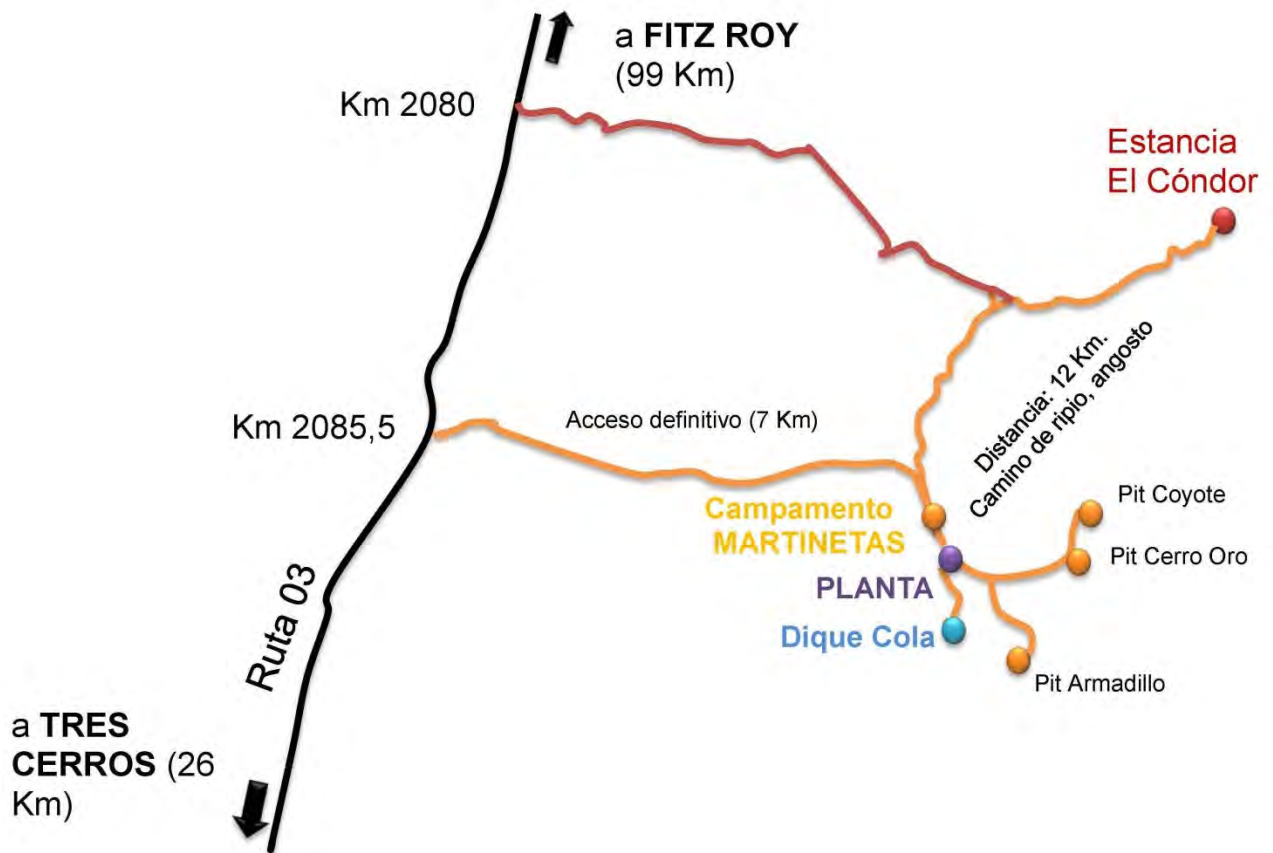 a FITZ ROY
(99 Km)
Km 2080
Estancia
El Cóndor
Distancia: 12 Km.
Camino de ripio, angosto
Km 2085,5
Acceso definitivo (7 Km)
Campamento
MARTINETAS
Pit Coyote
Pit Cerro Oro
PLANTA
Dique Cola
Pit Armadillo
Ruta 03
a TRES
CERROS (26
Km)